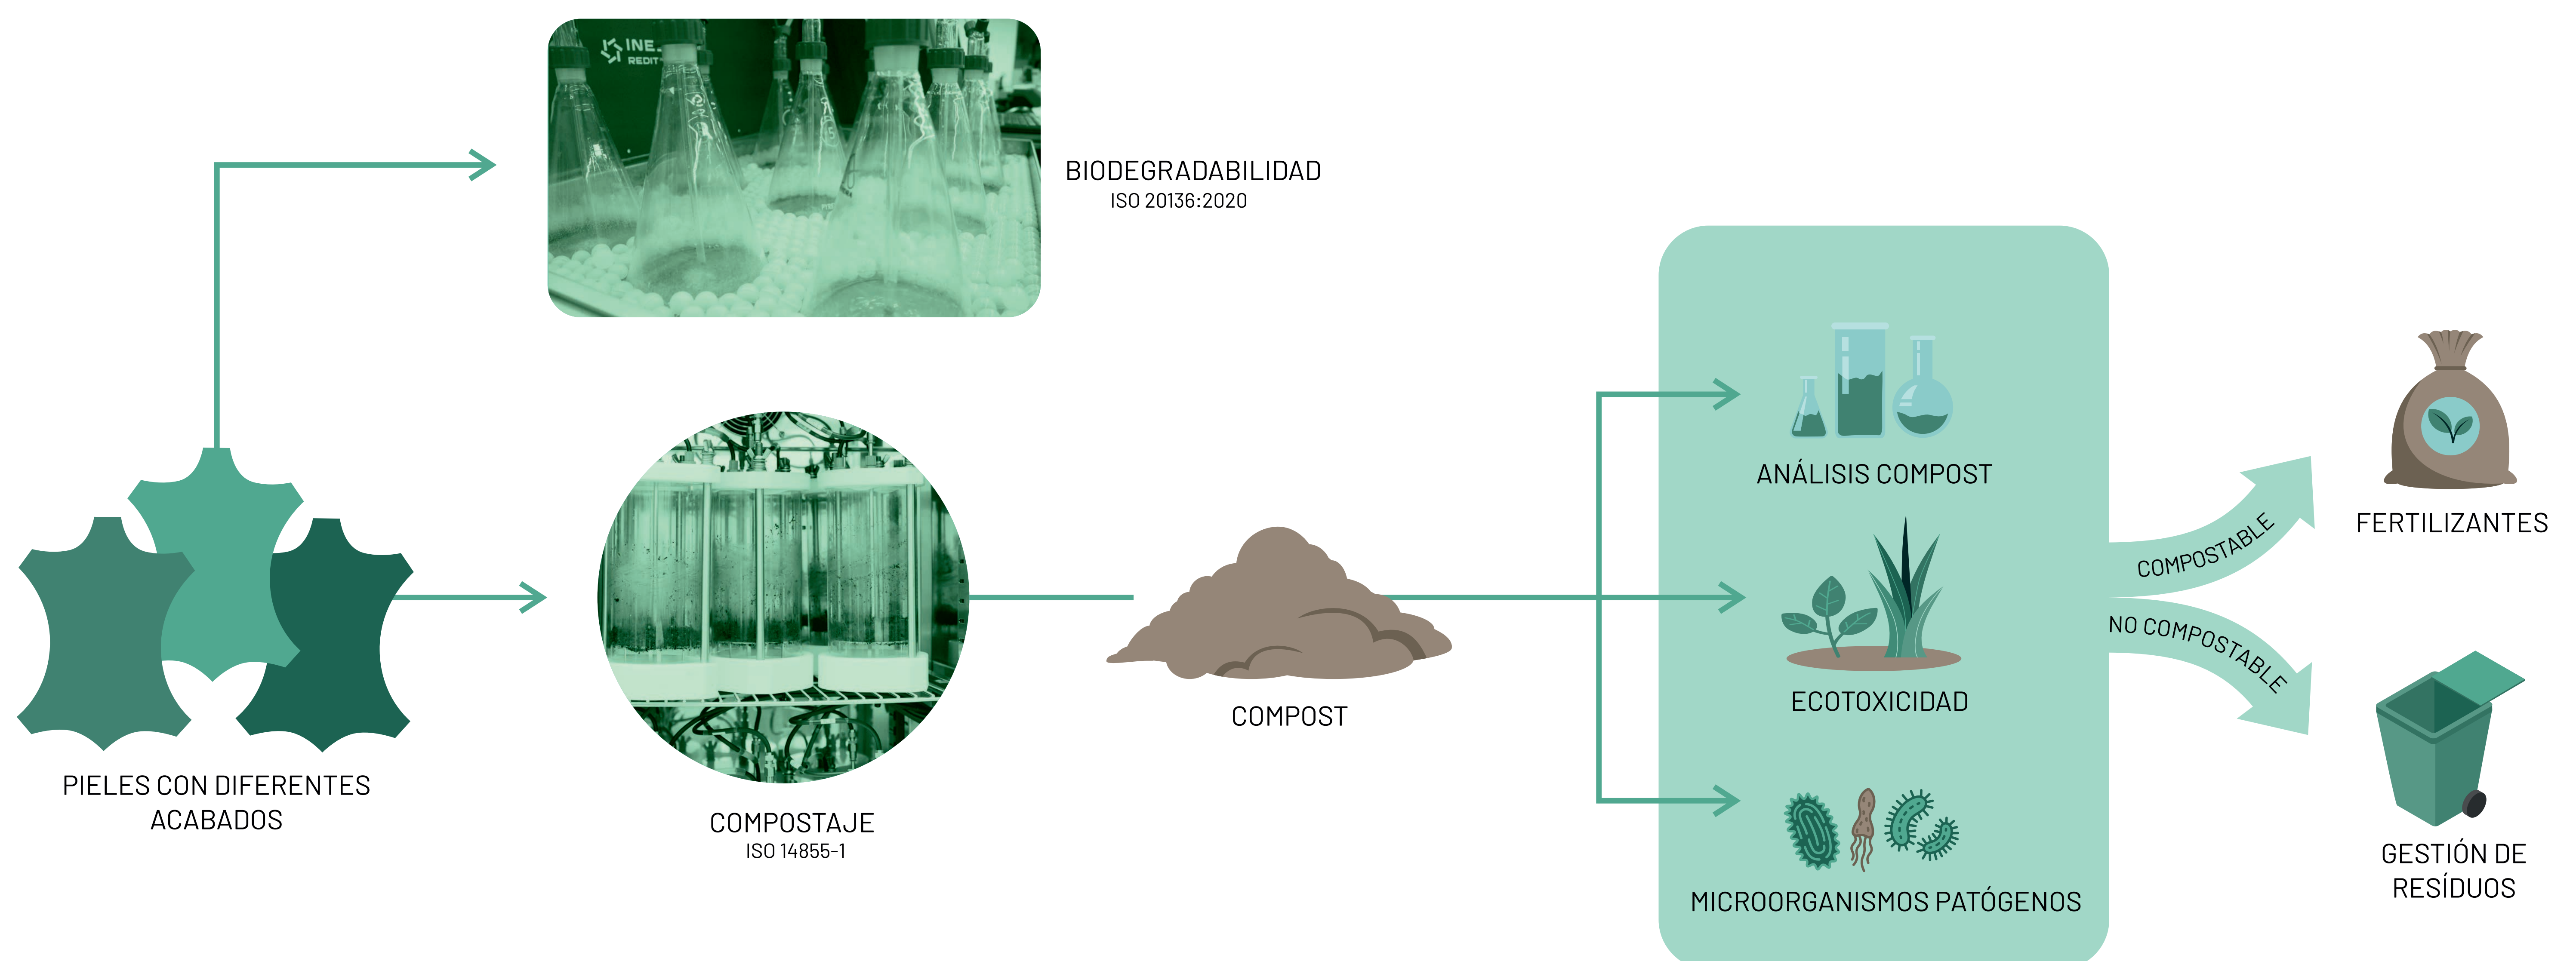 REDIT
BIODEGRADABILIDAD
ISO 20136:2020
PIELES CON DIFERENTES
ACABADOS
COMPOSTAJE
ISO 14855-1
COMPOST
ANÁLISIS COMPOST
ECOTOXICIDAD
MICROORGANISMOS PATÓGENOS
COMPOSTABLE
NO COMPOSTABLE
FERTILIZANTES
GESTIÓN DE
RESÍDUOS